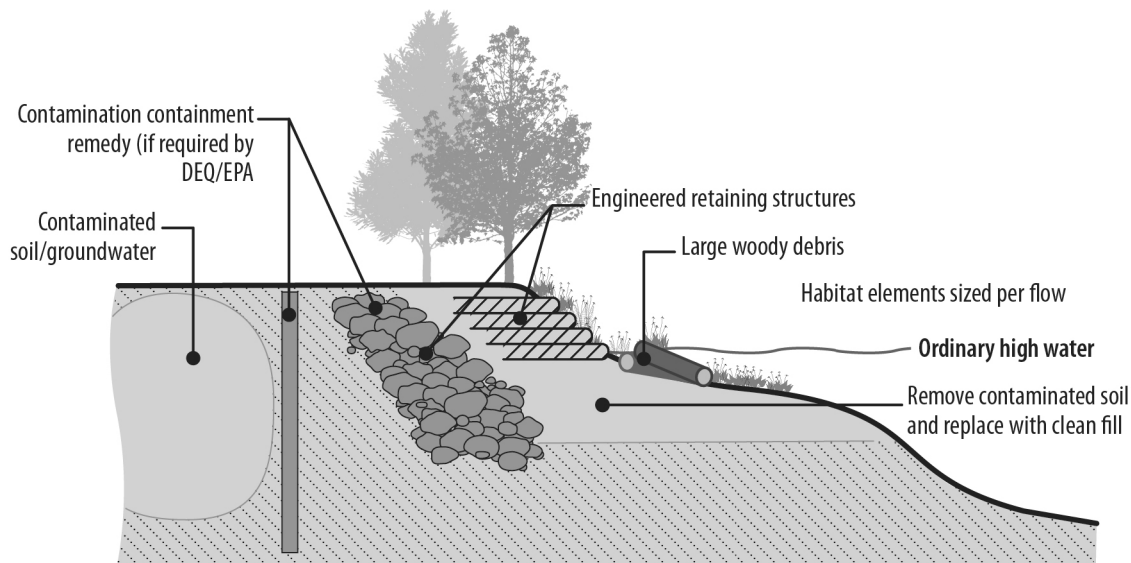 Contamination containment
remedy (if required by
DEQ/EPA
Contaminated
soil/groundwater
Engineered retaining structures
Large woody debris
Habitat elements sized per flow
Ordinary high water
Remove contaminated soil
and replace with clean fill